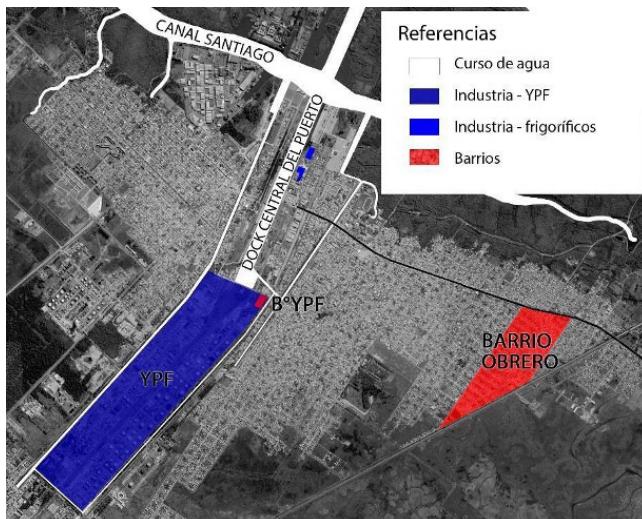 CANAL SANTIAGO
Referencias
Curso de agua
Industria - YPF
Industria - frigoríficos
Barrios
DOCK CENTRAL DEL PUERTO
B°YPF
YPF
BARRIO
OBRERO